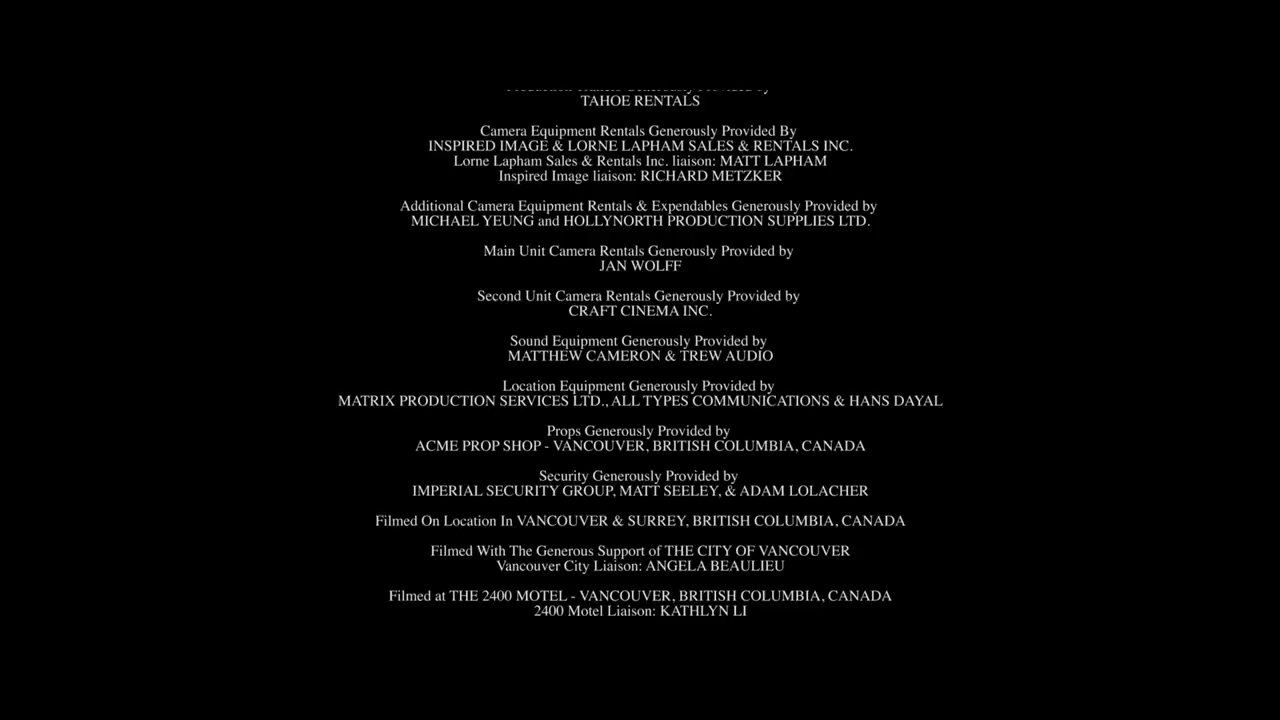 TAHOE RENTALS
Camera Equipment Rentals Generously Provided By
INSPIRED IMAGE & LORNE LAPHAM SALES & RENTALS INC.
Lorne Lapham Sales & Rentals Inc. liaison: MATT LAPHAM
Inspired Image liaison: RICHARD METZKER
Additional Camera Equipment Rentals & Expendables Generously Provided by
MICHAEL YEUNG and HOLLYNORTH PRODUCTION SUPPLIES LTD.
Main Unit Camera Rentals Generously Provided by
JAN WOLFF
Second Unit Camera Rentals Generously Provided by
CRAFT CINEMA INC.
Sound Equipment Generously Provided by
MATTHEW CAMERON & TREW AUDIO
Location Equipment Generously Provided by
MATRIX PRODUCTION SERVICES LTD., ALL TYPES COMMUNICATIONS & HANS DAYAL
Props Generously Provided by
ACME PROP SHOP - VANCOUVER, BRITISH COLUMBIA, CANADA
Security Generously Provided by
IMPERIAL SECURITY GROUP, MATT SEELEY, & ADAM LOLACHER
Filmed On Location In VANCOUVER & SURREY, BRITISH COLUMBIA, CANADA
Filmed With The Generous Support of THE CITY OF VANCOUVER
Vancouver City Liaison: ANGELA BEAULIEU
Filmed at THE 2400 MOTEL - VANCOUVER, BRITISH COLUMBIA, CANADA
2400 Motel Liaison: KATHLYN LI